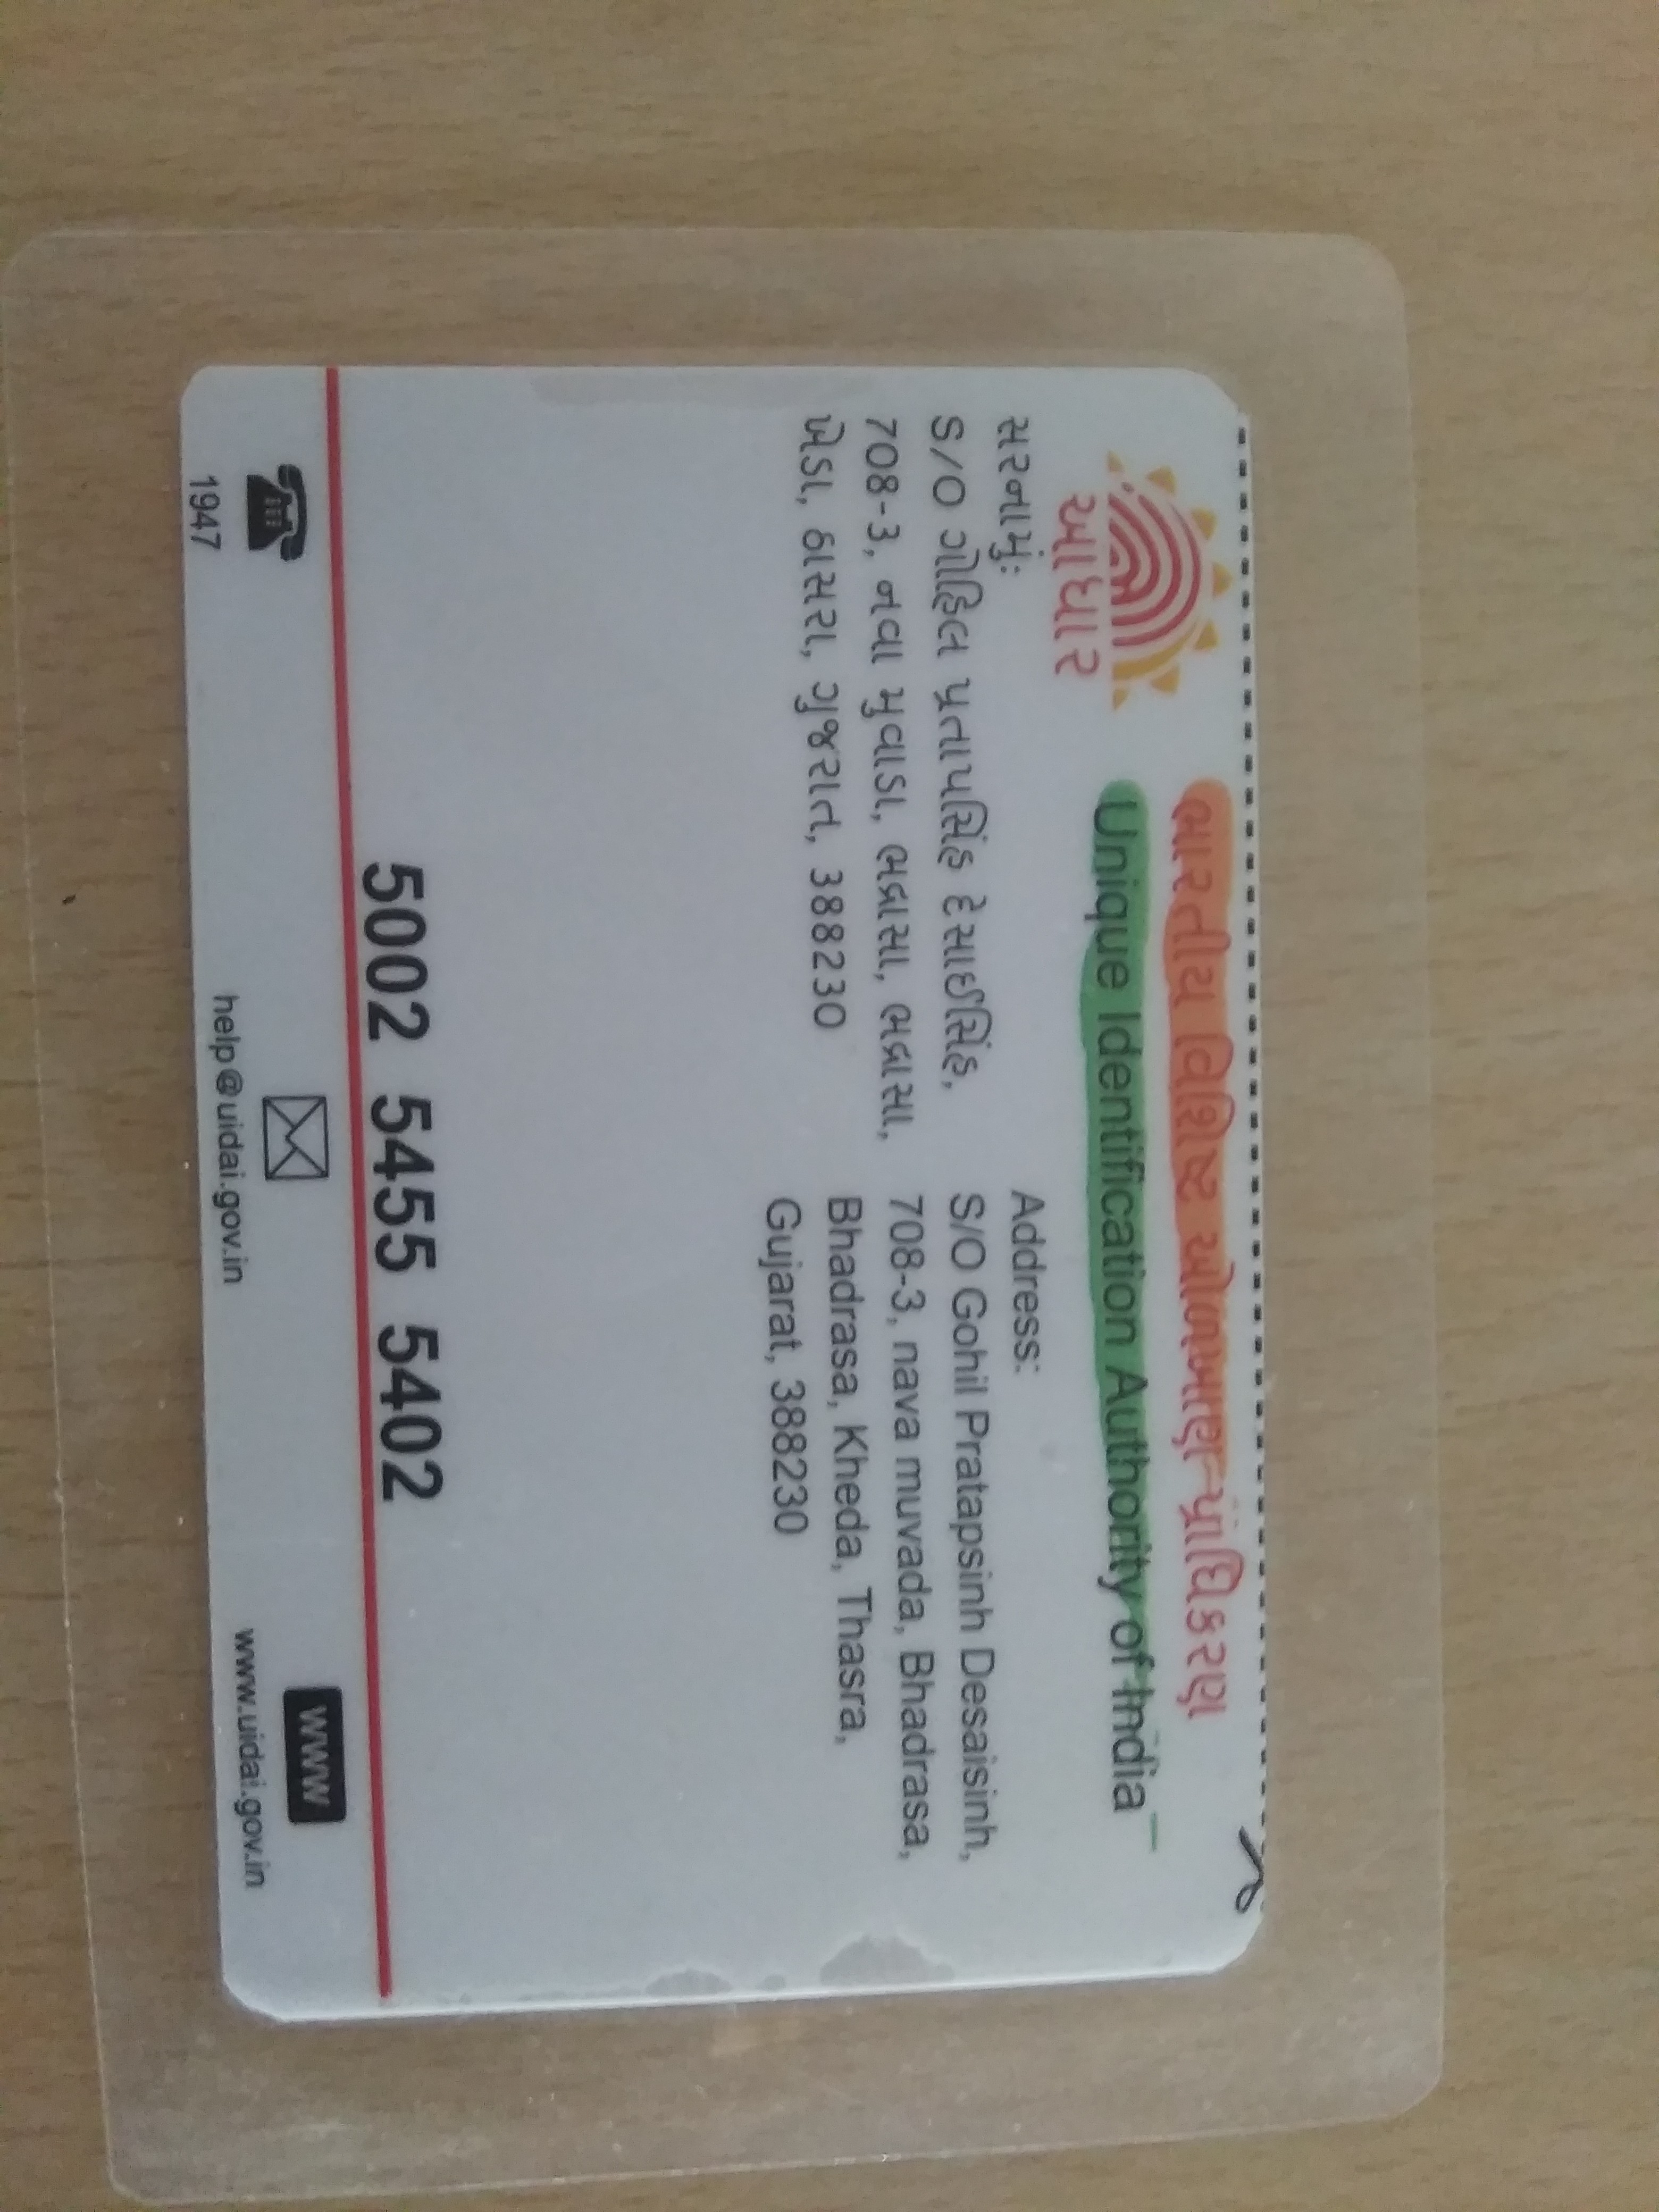 ભારતીય વિશિષ્ટ ઓળખાણ પ્રાધિકરણ
Unique Identification Authority of India
આધાર
સરનામું:
S/O ગોહિલ પ્રતાપસિંહ દેસાઈસિંહ,
708-3, નવા મુવાડા, ભદ્રાસા, ભદ્રાસા,
ખેડા, ઠાસરા, ગુજરાત, 388230
Address:
S/O Gohil Pratapsinh Desaisinh,
708-3, nava muvada, Bhadrasa,
Bhadrasa, Kheda, Thasra,
Gujarat, 388230
5002 5455 5402
1947
help@uidai.gov.in
www
www.uidai.gov.in